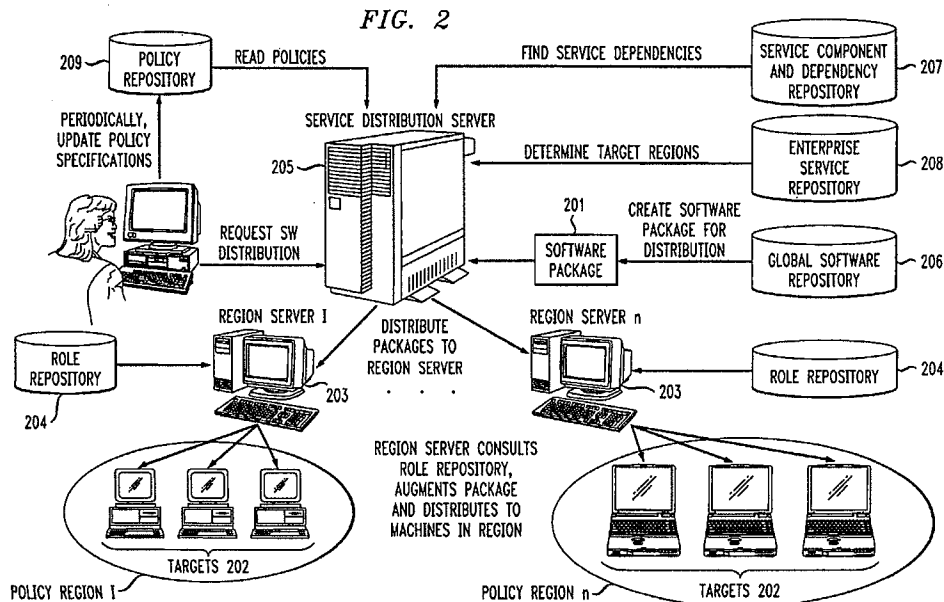 FIG. 2
209
POLICY
REPOSITORY
READ POLICIES
FIND SERVICE DEPENDENCIES
SERVICE COMPONENT
AND DEPENDENCY
REPOSITORY
207
PERIODICALLY,
UPDATE POLICY
SPECIFICATIONS
SERVICE DISTRIBUTION SERVER
205
DETERMINE TARGET REGIONS
ENTERPRISE
SERVICE
REPOSITORY
208
REQUEST SW
DISTRIBUTION
201
SOFTWARE
PACKAGE
CREATE SOFTWARE
PACKAGE FOR
DISTRIBUTION
GLOBAL SOFTWARE
REPOSITORY
206
REGION SERVER I
DISTRIBUTE
PACKAGES TO
REGION SERVER
. . .
REGION SERVER n
ROLE
REPOSITORY
204
203
203
ROLE REPOSITORY
204
REGION SERVER CONSULTS
ROLE REPOSITORY,
AUGMENTS PACKAGE
AND DISTRIBUTES TO
MACHINES IN REGION
TARGETS 202
POLICY REGION I
TARGETS 202
POLICY REGION n